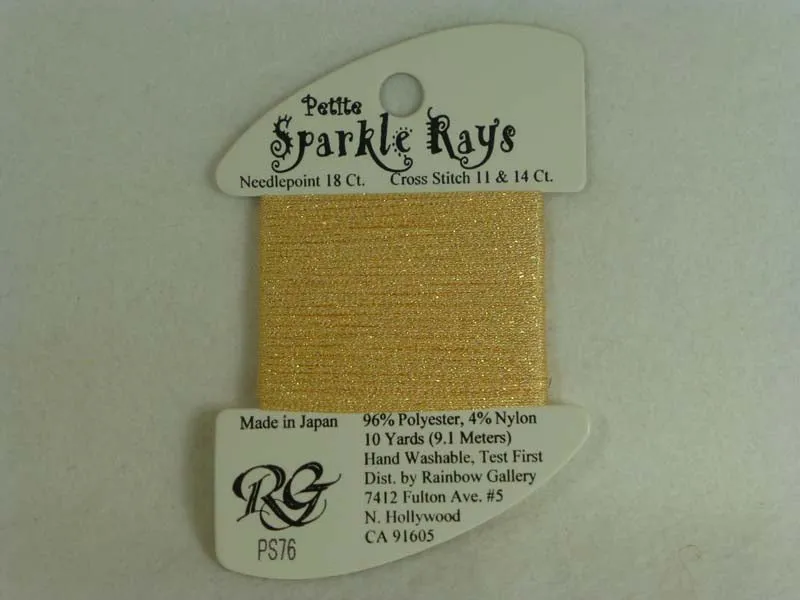 Petite
Sparkle Rays
Needlepoint 18 Ct. Cross Stitch 11 & 14 Ct.
Made in Japan
RG
PS76
96% Polyester, 4% Nylon
10 Yards (9.1 Meters)
Hand Washable, Test First
Dist. by Rainbow Gallery
7412 Fulton Ave. #5
N. Hollywood
CA 91605